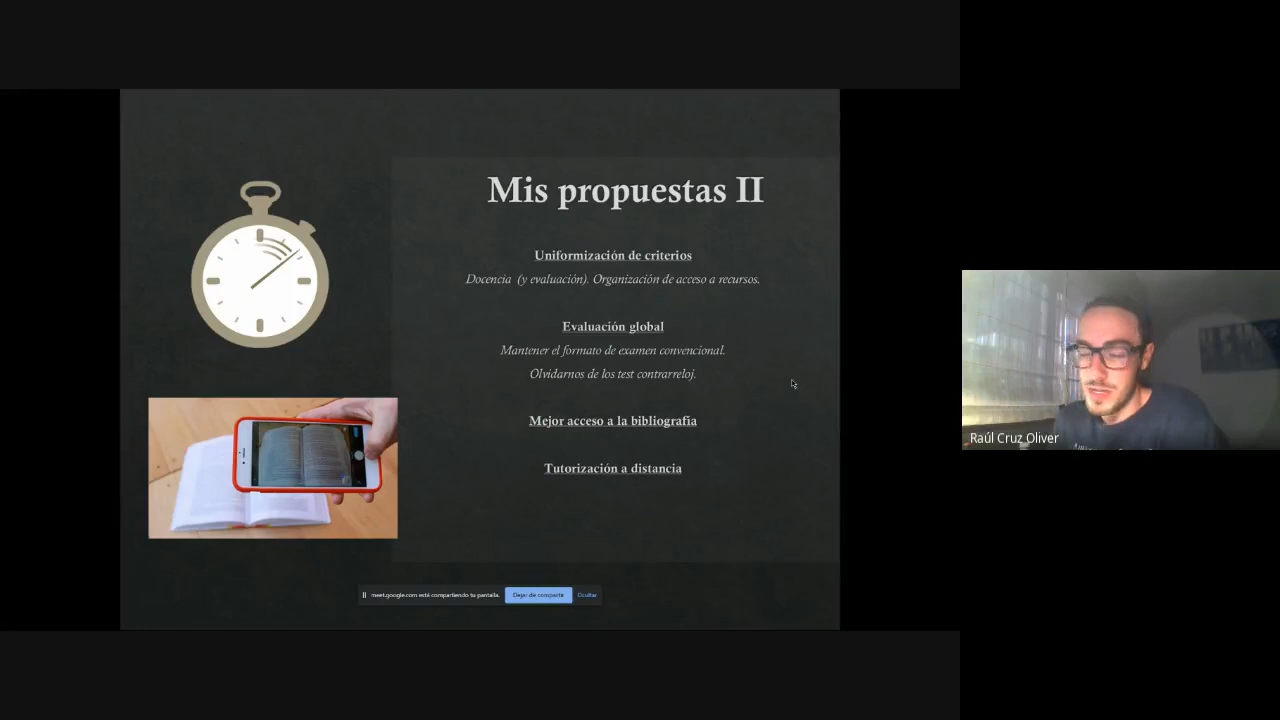 Mis propuestas II
Uniformización de criterios
Docencia (y evaluación). Organización de acceso a recursos.
Evaluación global
Mantener el formato de examen convencional.
Olvidarnos de los test contrarreloj.
Mejor acceso a la bibliografía
Tutorización a distancia
meet.google.com está compartiendo tu pantalla.
Dejar de compartir
Ocultar
Raúl Cruz Oliver